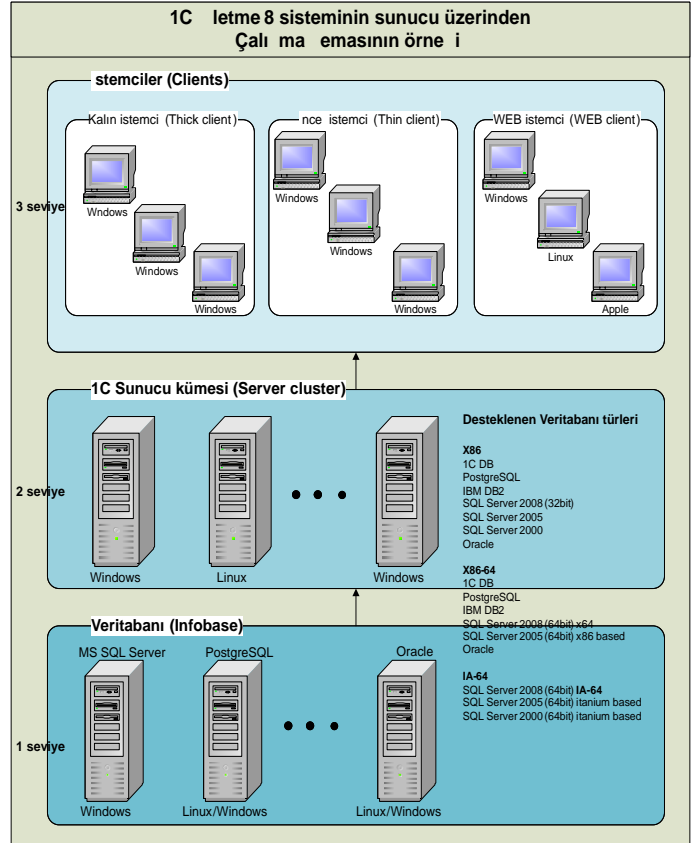 1C letme 8 sisteminin sunucu üzerinden
Çalı ma emasının örne i
stemciler (Clients)
Kalın istemci (Thick client)
nce istemci (Thin client)
WEB istemci (WEB client)
Windows
Windows
Windows
Windows
Windows
Windows
Windows
Linux
Apple
3 seviye
1C Sunucu kümesi (Server cluster)
Windows
Linux
Windows
2 seviye
Desteklenen Veritabanı türleri
X86
1C DB
PostgreSQL
IBM DB2
SQL Server 2008 (32bit)
SQL Server 2005
SQL Server 2000
Oracle
X86-64
1C DB
PostgreSQL
IBM DB2
SQL Server 2008 (64bit) x64
SQL Server 2005 (64bit) x86 based
Oracle
IA-64
SQL Server 2008 (64bit) IA-64
SQL Server 2005 (64bit) itanium based
SQL Server 2000 (64bit) itanium based
Veritabanı (Infobase)
MS SQL Server
PostgreSQL
Oracle
1 seviye
Windows
Linux/Windows
Linux/Windows